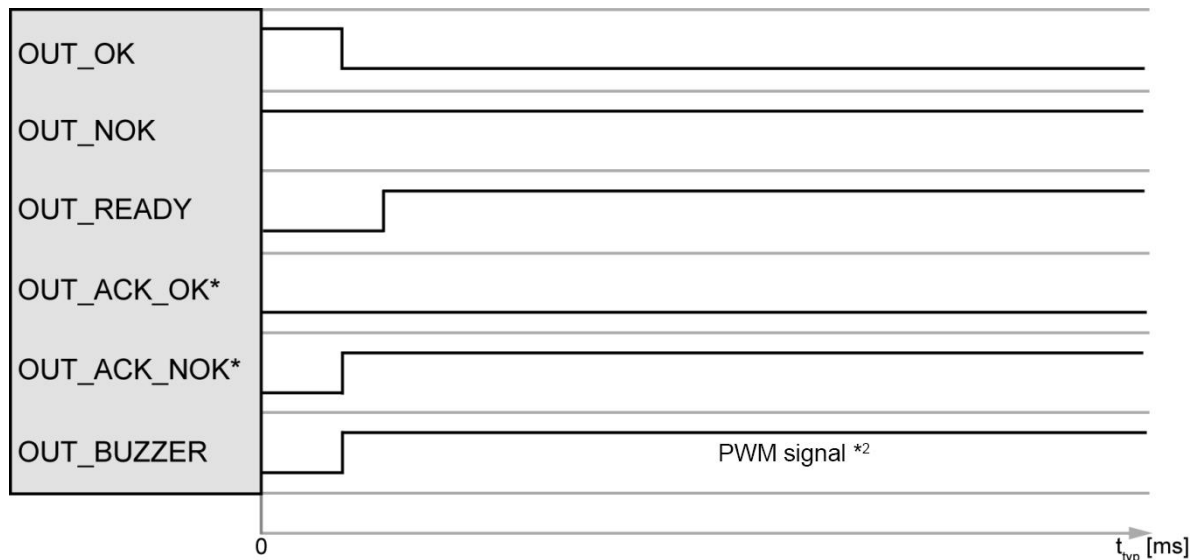 OUT_OK
OUT_NOK
OUT_READY
OUT_ACK_OK*
OUT_ACK_NOK*
OUT_BUZZER PWM signal *²
0 t_typ [ms]